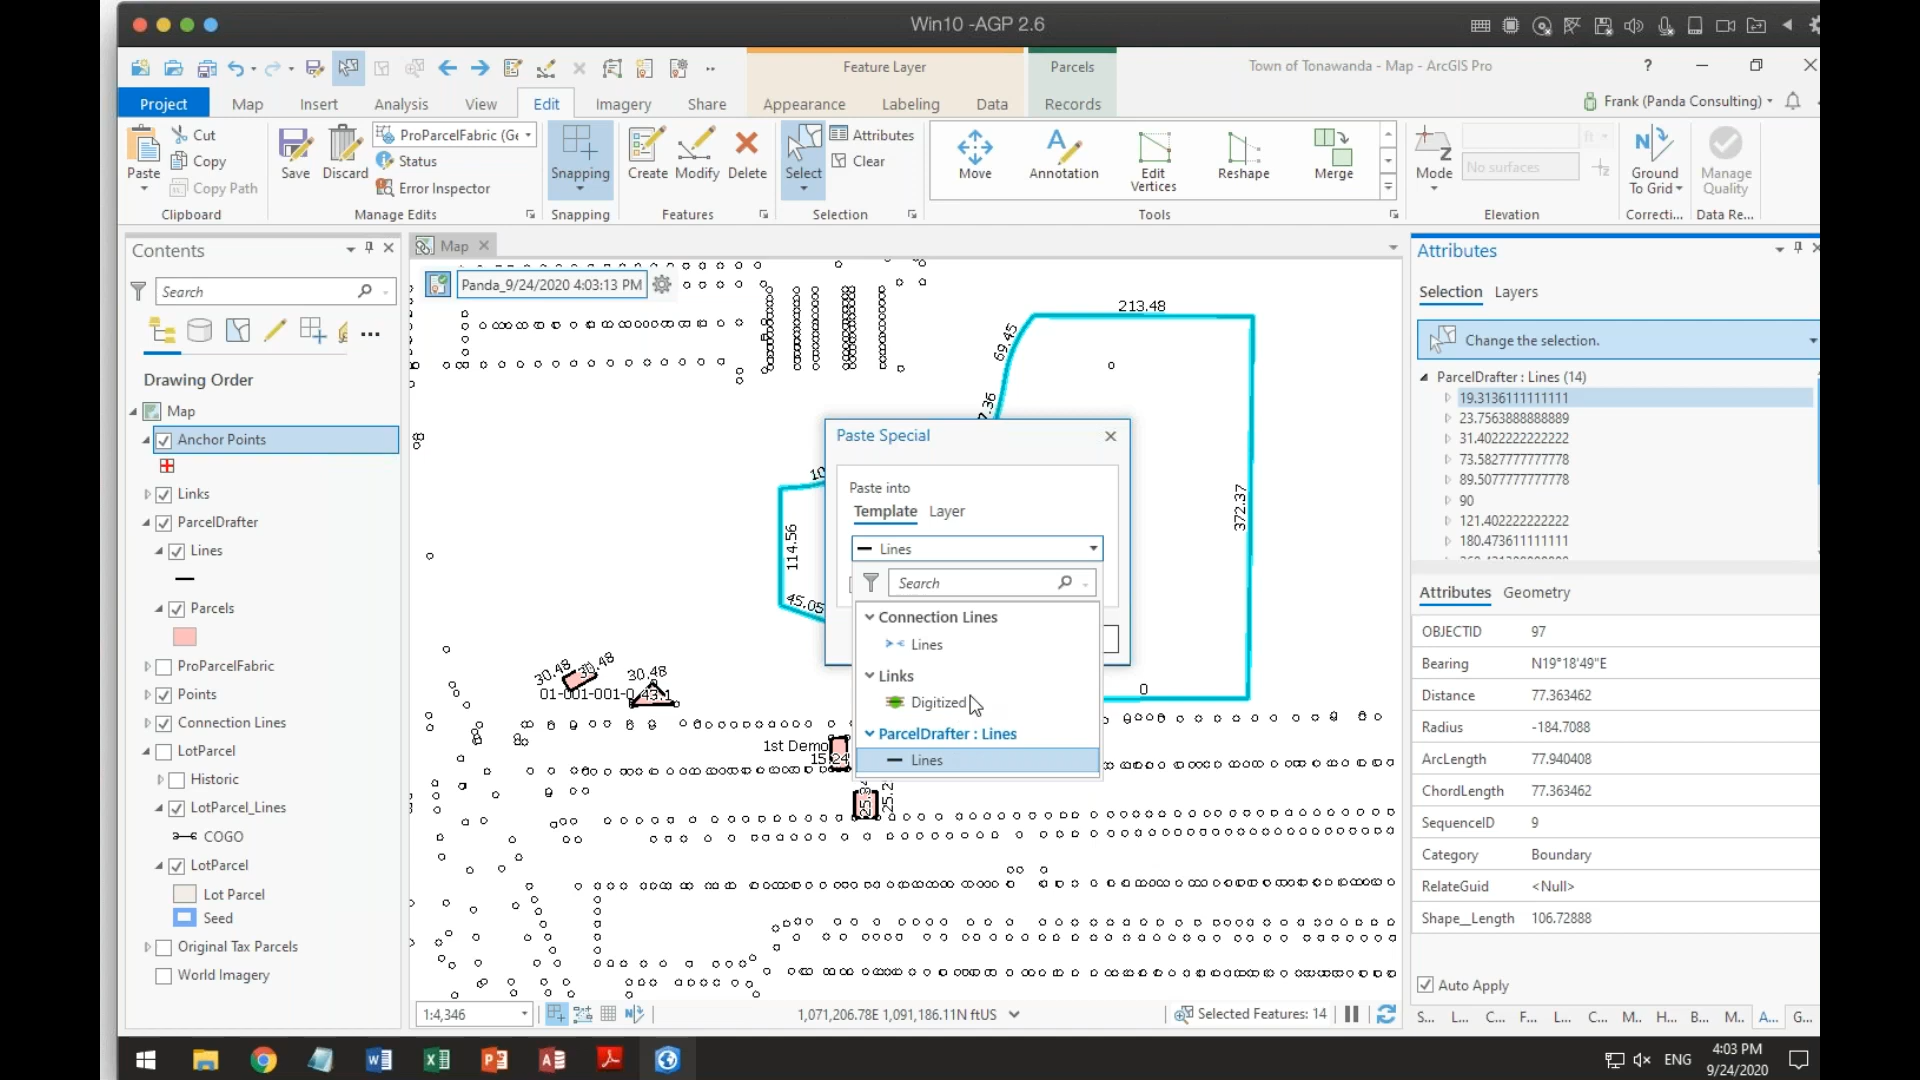 Win10 -AGP 2.6
Feature Layer
Parcels
Town of Tonawanda - Map - ArcGIS Pro
?
Project
Map
Insert
Analysis
View
Edit
Imagery
Share
Appearance
Labeling
Data
Records
Frank (Panda Consulting)
Paste
Cut
Copy
Copy Path
Clipboard
Save
Discard
ProParcelFabric (Ge
Status
Error Inspector
Manage Edits
Snapping
Snapping
Create
Modify
Delete
Features
Select
Attributes
Clear
Selection
Move
Annotation
Edit
Vertices
Reshape
Merge
Tools
Mode
ft
No surfaces
Elevation
Ground
To Grid
Correcti...
Manage
Quality
Data Re...
Contents
Search
Drawing Order
Map
Anchor Points
Links
ParcelDrafter
Lines
Parcels
ProParcelFabric
Points
Connection Lines
LotParcel
Historic
LotParcel_Lines
COGO
LotParcel
Lot Parcel
Seed
Original Tax Parcels
World Imagery
Map
Panda_9/24/2020 4:03:13 PM
213.48
69.45
7.36
10
114.56
45.05
372.37
0
30.48
30.48
30.48
01-001-001-0
43.1
1st Demo
15.24
25.2
Paste Special
Paste into
Template
Layer
Lines
Search
Connection Lines
Lines
Links
Digitized
ParcelDrafter : Lines
Lines
1:4,346
1,071,206.78E 1,091,186.11N ftUS
Selected Features: 14
Attributes
Selection
Layers
Change the selection.
ParcelDrafter : Lines (14)
19.3136111111111
23.7563888888889
31.4022222222222
73.5827777777778
89.5077777777778
90
121.402222222222
180.473611111111
Attributes
Geometry
OBJECTID 97
Bearing N19°18'49"E
Distance 77.363462
Radius -184.7088
ArcLength 77.940408
ChordLength 77.363462
SequenceID 9
Category Boundary
RelateGuid <Null>
Shape__Length 106.72888
Auto Apply
S... L... C... F... L... C... M.. H... B... M.. A... G...
ENG
4:03 PM
9/24/2020